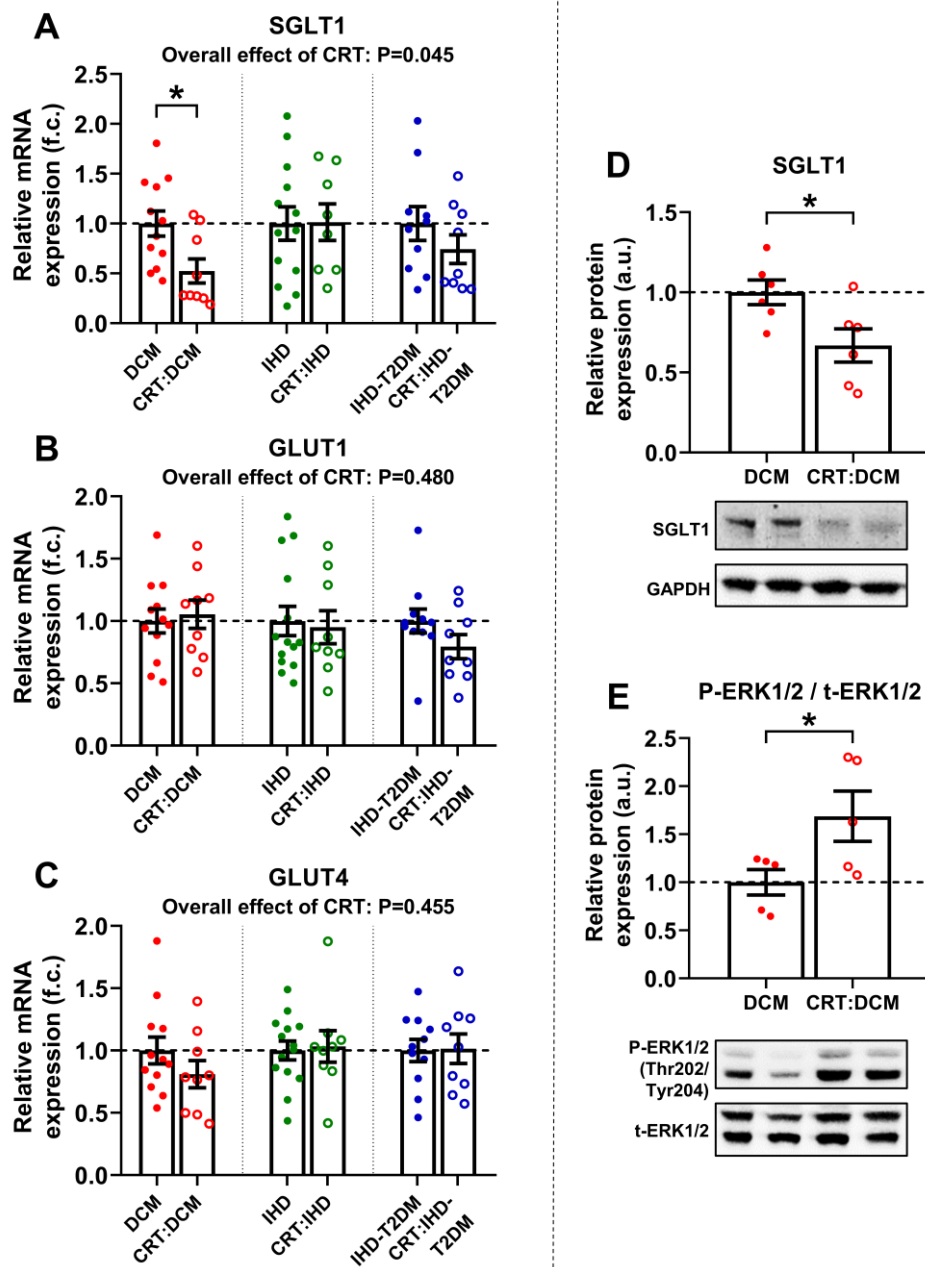 A
SGLT1
Overall effect of CRT: P=0.045
Relative mRNA
expression (f.c.)
2.5
2.0
1.5
1.0
0.5
0.0
*
DCM
CRT:DCM
IHD
CRT:IHD
IHD-T2DM
CRT:IHD-
T2DM
B
GLUT1
Overall effect of CRT: P=0.480
Relative mRNA
expression (f.c.)
2.0
1.5
1.0
0.5
0.0
DCM
CRT:DCM
IHD
CRT:IHD
IHD-T2DM
CRT:IHD-
T2DM
C
GLUT4
Overall effect of CRT: P=0.455
Relative mRNA
expression (f.c.)
2.0
1.5
1.0
0.5
0.0
DCM
CRT:DCM
IHD
CRT:IHD
IHD-T2DM
CRT:IHD-
T2DM
D
SGLT1
Relative protein
expression (a.u.)
1.5
1.0
0.5
0.0
*
DCM
CRT:DCM
SGLT1
GAPDH
E
P-ERK1/2 / t-ERK1/2
Relative protein
expression (a.u.)
2.5
2.0
1.5
1.0
0.5
0.0
*
DCM
CRT:DCM
P-ERK1/2
(Thr202/
Tyr204)
t-ERK1/2